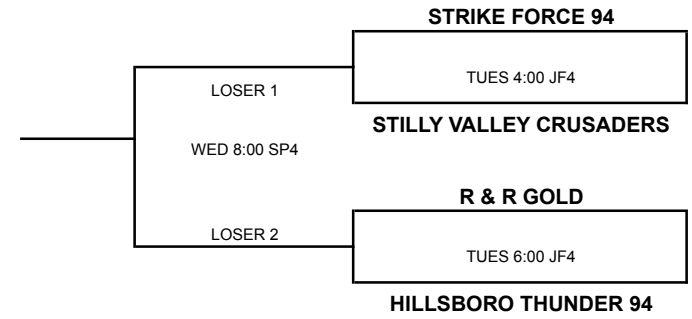 STRIKE FORCE 94
TUES 4:00 JF4
LOSER 1
STILLY VALLEY CRUSADERS
WED 8:00 SP4
R & R GOLD
LOSER 2
TUES 6:00 JF4
HILLSBORO THUNDER 94